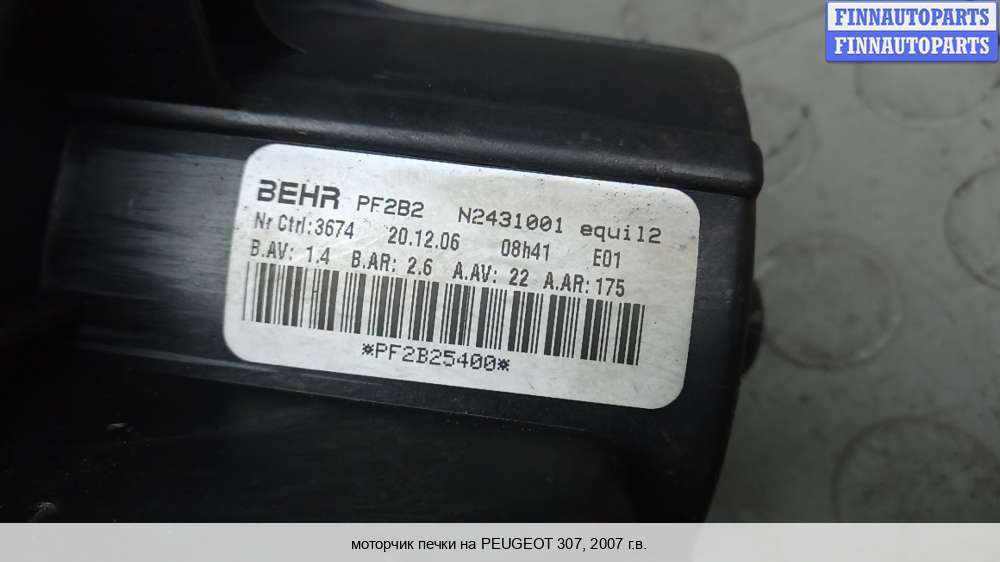 FINNAUTOPARTS
FINNAUTOPARTS
BEHR PF2B2 N2431001 equil2
Nr Ctrl:3674 20.12.06 08h41 E01
B.AV: 1.4 B.AR: 2.6 A.AV: 22 A.AR: 175
*PF2B25400*
моторчик печки на PEUGEOT 307, 2007 г.в.